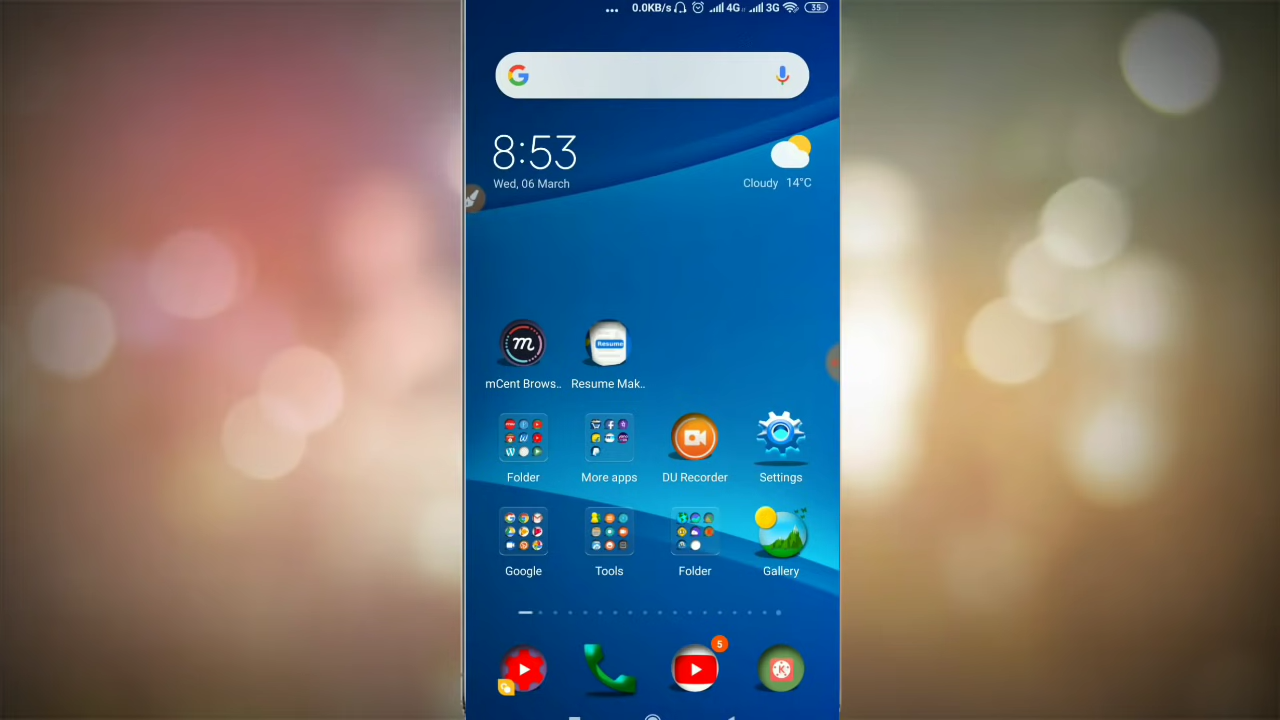 0.0KB/s 4G 3G 35
8:53
Wed, 06 March
Cloudy 14°C
m
Resume
mCent Brows..
Resume Mak..
Folder
More apps
DU Recorder
Settings
Google
Tools
Folder
Gallery
5
K